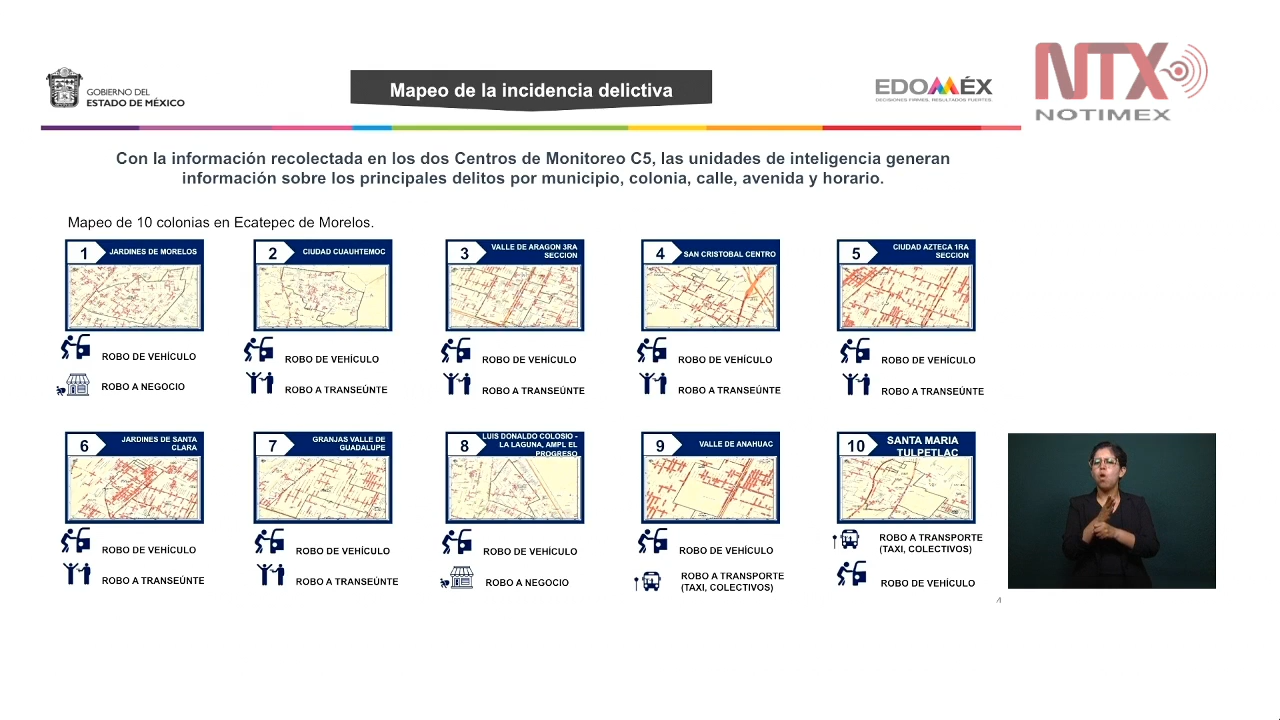 GOBIERNO DEL
ESTADO DE MÉXICO
Mapeo de la incidencia delictiva
EDOMÉX
DECISIONES FIRMES, RESULTADOS FUERTES.
NTX
NOTIMEX
Con la información recolectada en los dos Centros de Monitoreo C5, las unidades de inteligencia generan
información sobre los principales delitos por municipio, colonia, calle, avenida y horario.
Mapeo de 10 colonias en Ecatepec de Morelos.
1 JARDINES DE MORELOS
ROBO DE VEHÍCULO
ROBO A NEGOCIO
2 CIUDAD CUAUHTEMOC
ROBO DE VEHÍCULO
ROBO A TRANSEÚNTE
3 VALLE DE ARAGON 3RA
SECCION
ROBO DE VEHÍCULO
ROBO A TRANSEÚNTE
4 SAN CRISTOBAL CENTRO
ROBO DE VEHÍCULO
ROBO A TRANSEÚNTE
5 CIUDAD AZTECA 1RA
SECCION
ROBO DE VEHÍCULO
ROBO A TRANSEÚNTE
6 JARDINES DE SANTA
CLARA
ROBO DE VEHÍCULO
ROBO A TRANSEÚNTE
7 GRANJAS VALLE DE
GUADALUPE
ROBO DE VEHÍCULO
ROBO A TRANSEÚNTE
8 LUIS DONALDO COLOSIO -
LA LAGUNA, AMPL EL
PROGRESO
ROBO DE VEHÍCULO
ROBO A NEGOCIO
9 VALLE DE ANAHUAC
ROBO DE VEHÍCULO
ROBO A TRANSPORTE
(TAXI, COLECTIVOS)
10 SANTA MARIA
TULPETLAC
ROBO A TRANSPORTE
(TAXI, COLECTIVOS)
ROBO DE VEHÍCULO